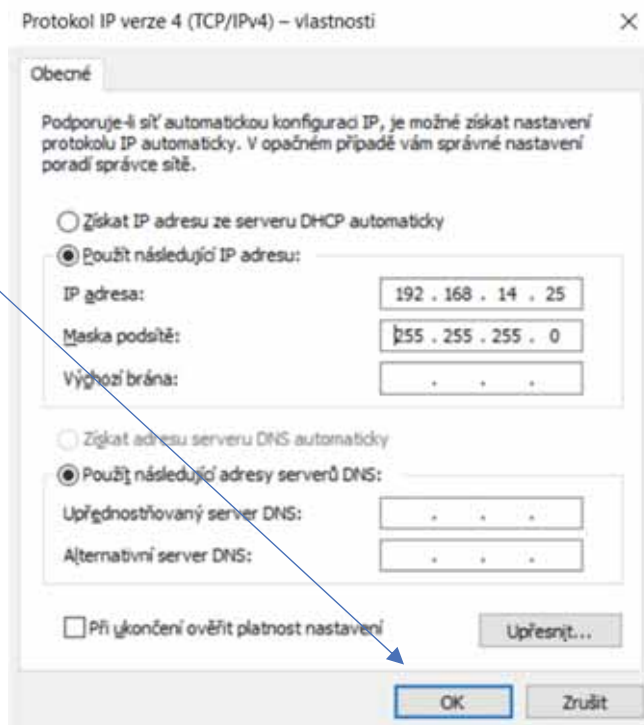 Protokol IP verze 4 (TCP/IPv4) – vlastnosti
Obecné
Podporuje-li síť automatickou konfiguraci IP, je možné získat nastavení
protokolu IP automaticky. V opačném případě vám správné nastavení
poradí správce sítě.
Získat IP adresu ze serveru DHCP automaticky
Použít následující IP adresu:
IP adresa: 192 . 168 . 14 . 25
Maska podsítě: 255 . 255 . 255 . 0
Výchozí brána: . . .
Získat adresu serveru DNS automaticky
Použít následující adresy serverů DNS:
Upřednostňovaný server DNS: . . .
Alternativní server DNS: . . .
Při ukončení ověřit platnost nastavení
Upřesnit...
OK Zrušit